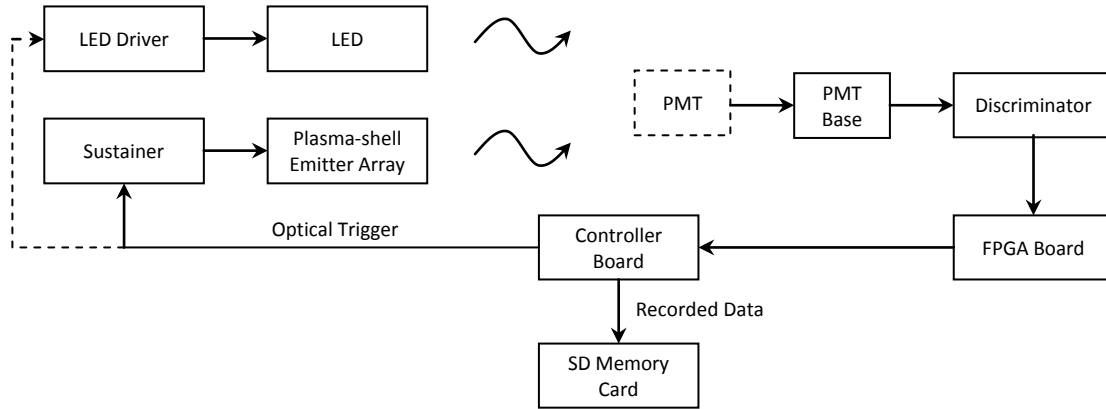 LED Driver
LED
PMT
PMT
Base
Discriminator
Sustainer
Plasma-shell
Emitter Array
Optical Trigger
Controller
Board
FPGA Board
Recorded Data
SD Memory
Card